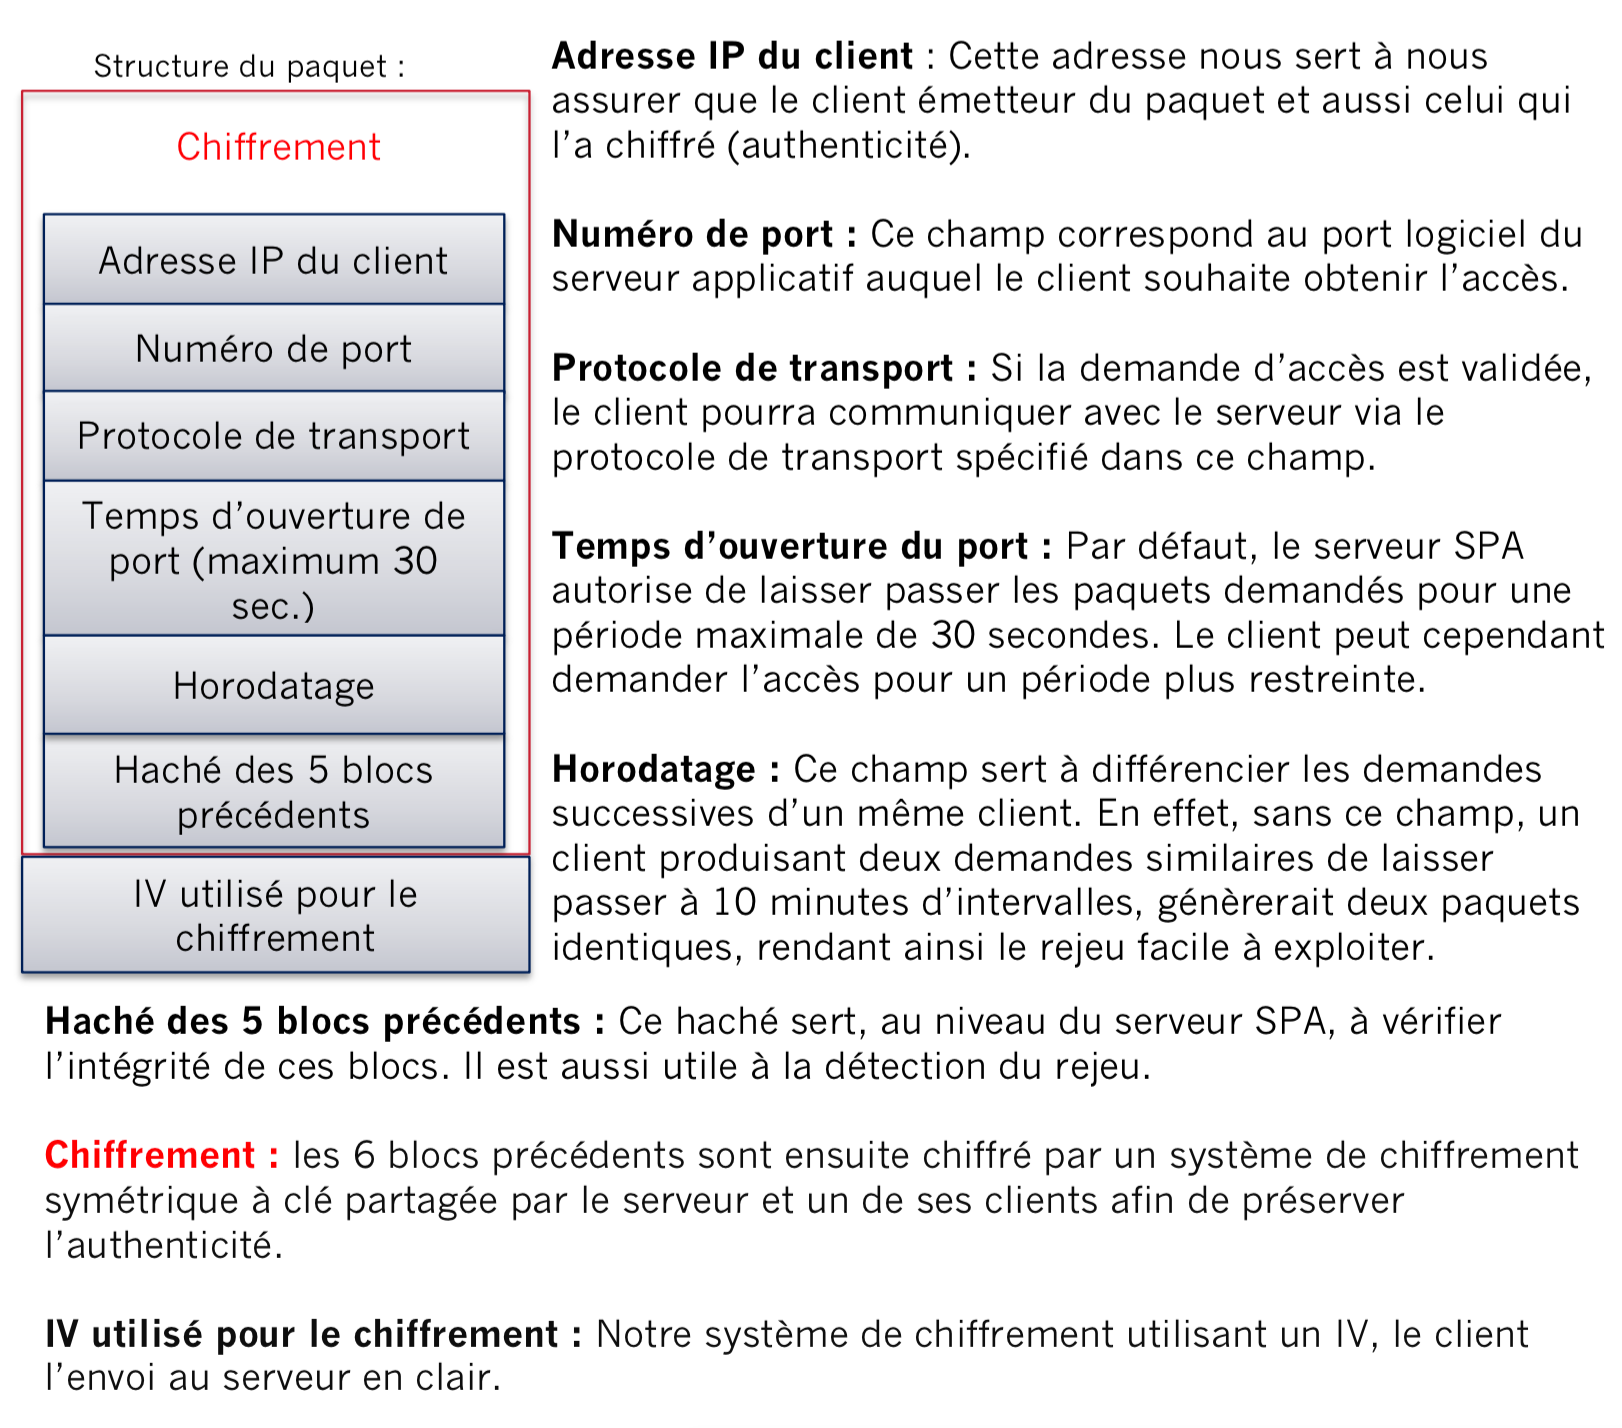 Structure du paquet :
Chiffrement
Adresse IP du client
Numéro de port
Protocole de transport
Temps d’ouverture de
port (maximum 30
sec.)
Horodatage
Haché des 5 blocs
précédents
IV utilisé pour le
chiffrement
Adresse IP du client : Cette adresse nous sert à nous
assurer que le client émetteur du paquet et aussi celui qui
l’a chiffré (authenticité).
Numéro de port : Ce champ correspond au port logiciel du
serveur applicatif auquel le client souhaite obtenir l’accès.
Protocole de transport : Si la demande d’accès est validée,
le client pourra communiquer avec le serveur via le
protocole de transport spécifié dans ce champ.
Temps d’ouverture du port : Par défaut, le serveur SPA
autorise de laisser passer les paquets demandés pour une
période maximale de 30 secondes. Le client peut cependant
demander l’accès pour un période plus restreinte.
Horodatage : Ce champ sert à différencier les demandes
successives d’un même client. En effet, sans ce champ, un
client produisant deux demandes similaires de laisser
passer à 10 minutes d’intervalles, génèrerait deux paquets
identiques, rendant ainsi le rejeu facile à exploiter.
Haché des 5 blocs précédents : Ce haché sert, au niveau du serveur SPA, à vérifier
l’intégrité de ces blocs. Il est aussi utile à la détection du rejeu.
Chiffrement : les 6 blocs précédents sont ensuite chiffré par un système de chiffrement
symétrique à clé partagée par le serveur et un de ses clients afin de préserver
l’authenticité.
IV utilisé pour le chiffrement : Notre système de chiffrement utilisant un IV, le client
l’envoi au serveur en clair.